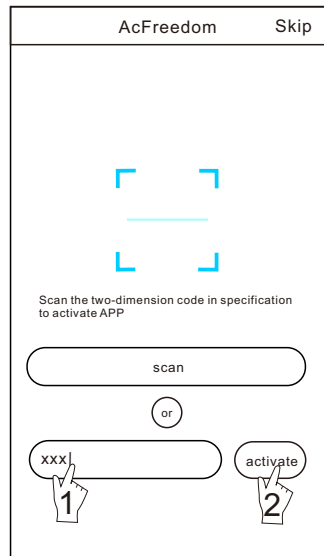 AcFreedom Skip
Scan the two-dimension code in specification
to activate APP
scan
or
xxx activate
1 2